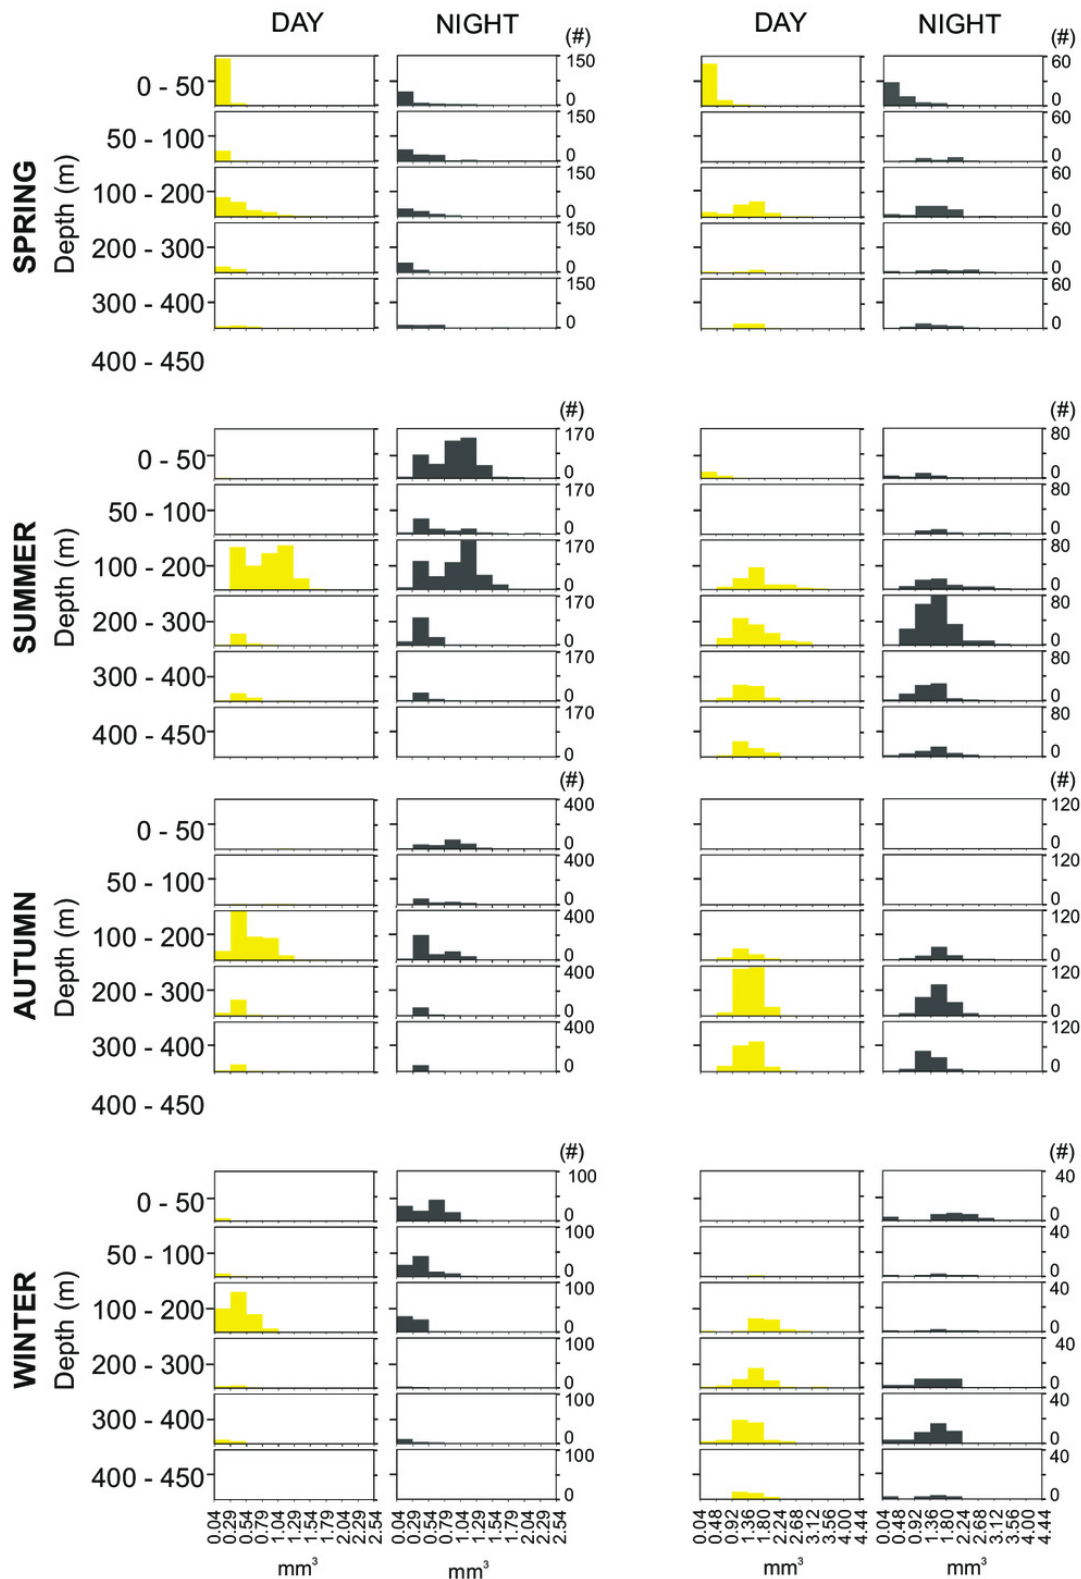 DAY NIGHT DAY NIGHT
(#) (#)
SPRING
Depth (m)
0 - 50 150 0 60 0
50 - 100 150 0 60 0
100 - 200 150 0 60 0
200 - 300 150 0 60 0
300 - 400 150 0 60 0
400 - 450
(#) (#)
SUMMER
Depth (m)
0 - 50 170 0 80 0
50 - 100 170 0 80 0
100 - 200 170 0 80 0
200 - 300 170 0 80 0
300 - 400 170 0 80 0
400 - 450 170 0 80 0
(#) (#)
AUTUMN
Depth (m)
0 - 50 400 0 120 0
50 - 100 400 0 120 0
100 - 200 400 0 120 0
200 - 300 400 0 120 0
300 - 400 400 0 120 0
400 - 450
(#) (#)
WINTER
Depth (m)
0 - 50 100 0 40 0
50 - 100 100 0 40 0
100 - 200 100 0 40 0
200 - 300 100 0 40 0
300 - 400 100 0 40 0
400 - 450 100 0 40 0
0.04 0.29 0.54 0.79 1.04 1.29 1.54 1.79 2.04 2.29 2.54
0.04 0.29 0.54 0.79 1.04 1.29 1.54 1.79 2.04 2.29 2.54
0.04 0.48 0.92 1.36 1.80 2.24 2.68 3.12 3.56 4.00 4.44
0.04 0.48 0.92 1.36 1.80 2.24 2.68 3.12 3.56 4.00 4.44
mm³ mm³ mm³ mm³